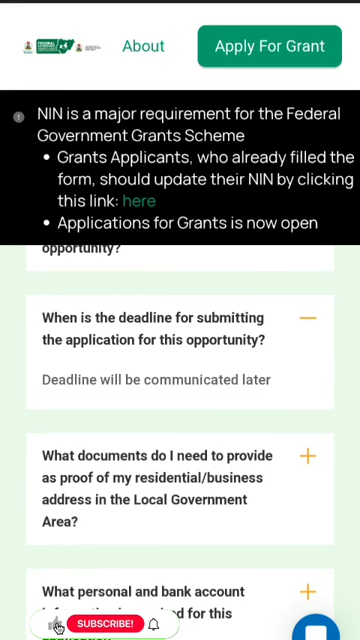 About
Apply For Grant
NIN is a major requirement for the Federal
Government Grants Scheme
• Grants Applicants, who already filled the
form, should update their NIN by clicking
this link: here
• Applications for Grants is now open
opportunity?
When is the deadline for submitting
the application for this opportunity?
Deadline will be communicated later
What documents do I need to provide
as proof of my residential/business
address in the Local Government
Area?
What personal and bank account
for this
SUBSCRIBE!